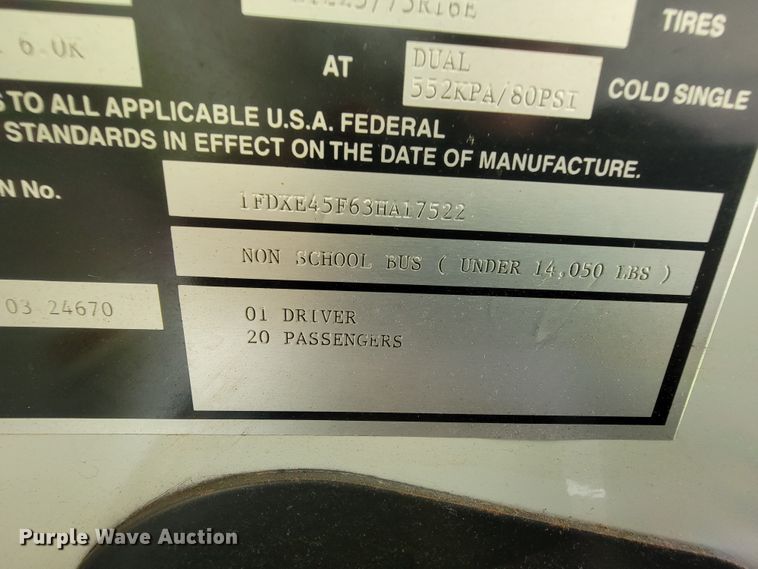 TIRES
6.0K
AT
DUAL
552KPA/80PSI
COLD SINGLE
TO ALL APPLICABLE U.S.A. FEDERAL
STANDARDS IN EFFECT ON THE DATE OF MANUFACTURE.
N No.
1FDXE45F63HA17522
NON SCHOOL BUS ( UNDER 14,050 LBS )
03 24670
01 DRIVER
20 PASSENGERS
Purple Wave Auction